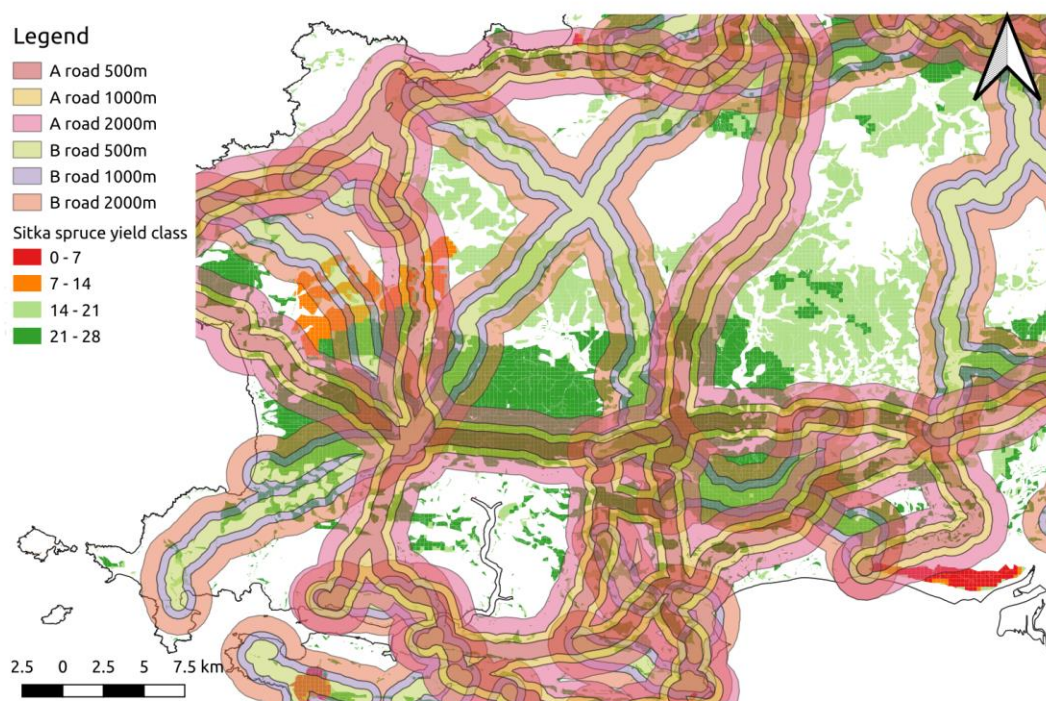 Legend
A road 500m
A road 1000m
A road 2000m
B road 500m
B road 1000m
B road 2000m
Sitka spruce yield class
0 - 7
7 - 14
14 - 21
21 - 28
2.5 0 2.5 5 7.5 km